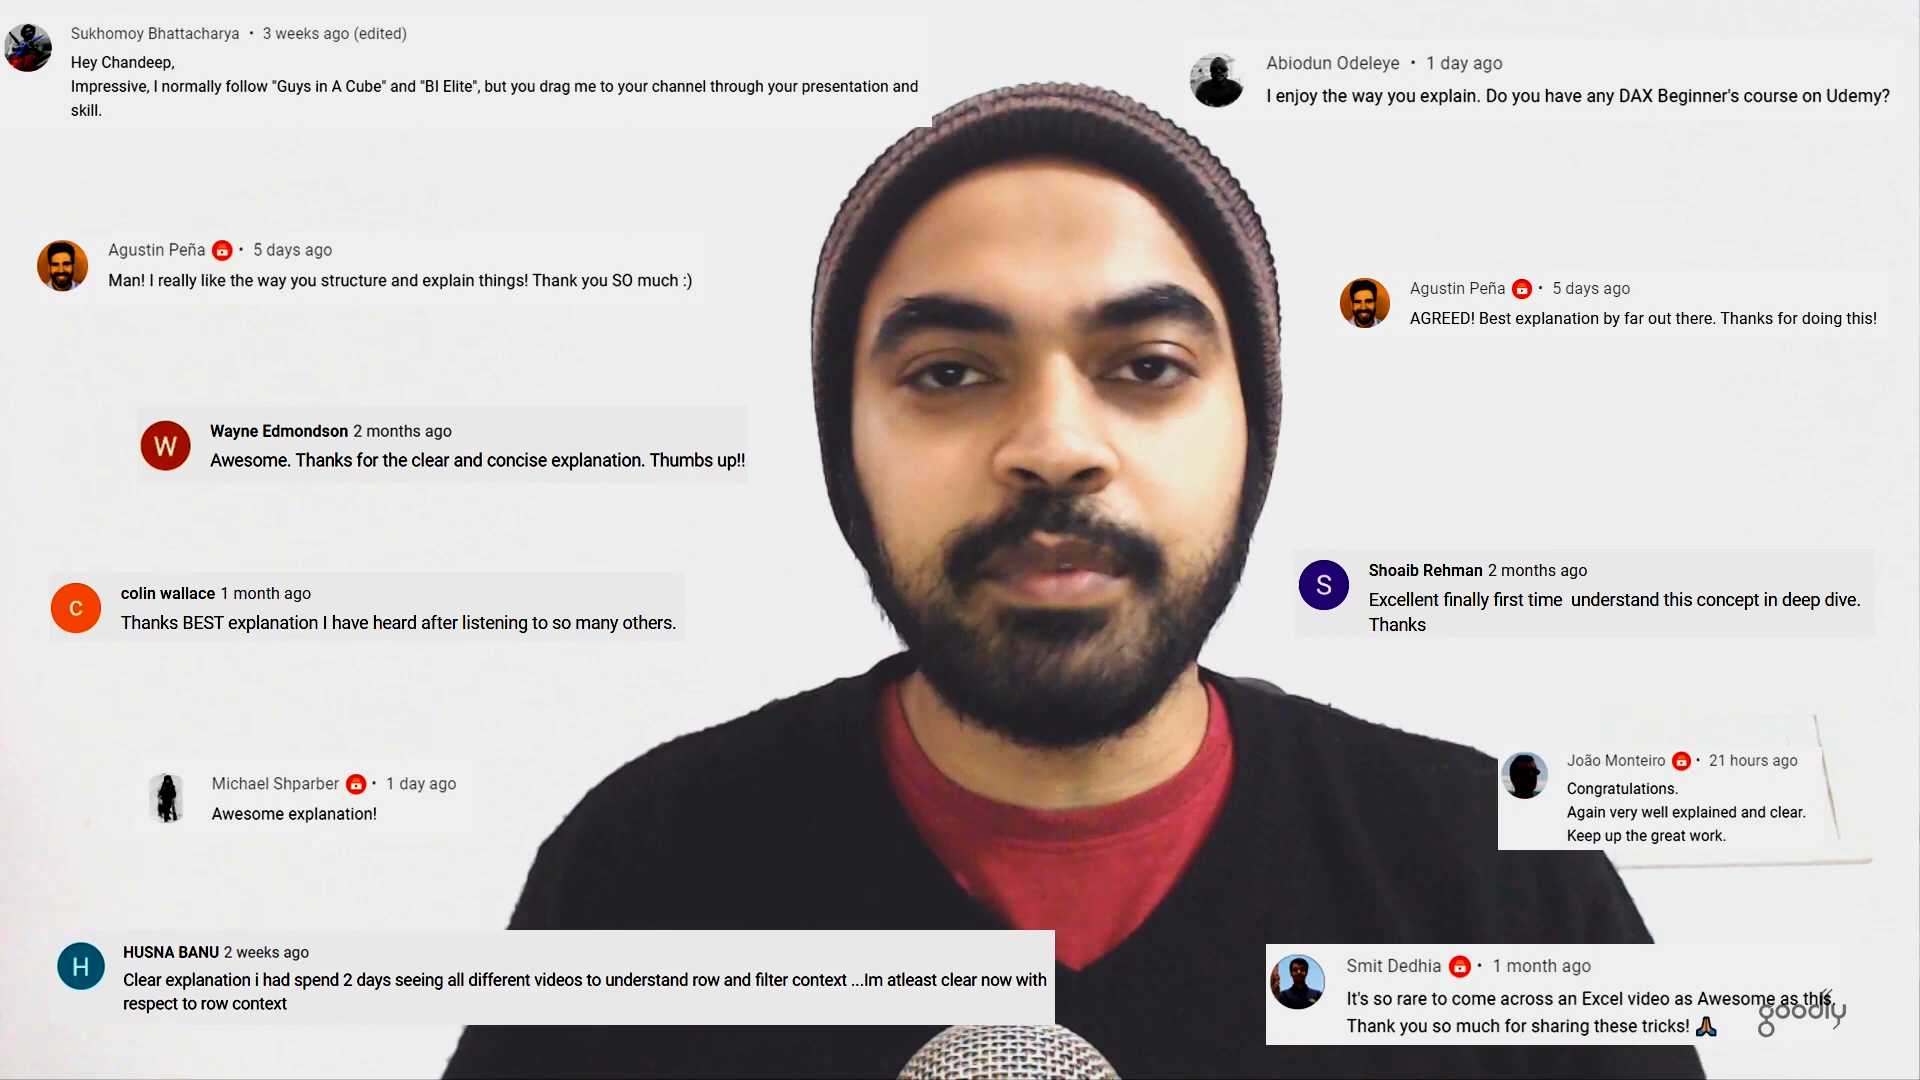 Sukhomoy Bhattacharya • 3 weeks ago (edited)
Hey Chandeep,
Impressive, I normally follow "Guys in A Cube" and "BI Elite", but you drag me to your channel through your presentation and
skill.
Abiodun Odeleye • 1 day ago
I enjoy the way you explain. Do you have any DAX Beginner's course on Udemy?
Agustin Peña • 5 days ago
Man! I really like the way you structure and explain things! Thank you SO much :)
Agustin Peña • 5 days ago
AGREED! Best explanation by far out there. Thanks for doing this!
W
Wayne Edmondson 2 months ago
Awesome. Thanks for the clear and concise explanation. Thumbs up!!
c
colin wallace 1 month ago
Thanks BEST explanation I have heard after listening to so many others.
S
Shoaib Rehman 2 months ago
Excellent finally first time understand this concept in deep dive.
Thanks
Michael Shparber • 1 day ago
Awesome explanation!
João Monteiro • 21 hours ago
Congratulations.
Again very well explained and clear.
Keep up the great work.
H
HUSNA BANU 2 weeks ago
Clear explanation i had spend 2 days seeing all different videos to understand row and filter context ...Im atleast clear now with
respect to row context
Smit Dedhia • 1 month ago
It's so rare to come across an Excel video as Awesome as this.
Thank you so much for sharing these tricks! 🙏
goodly